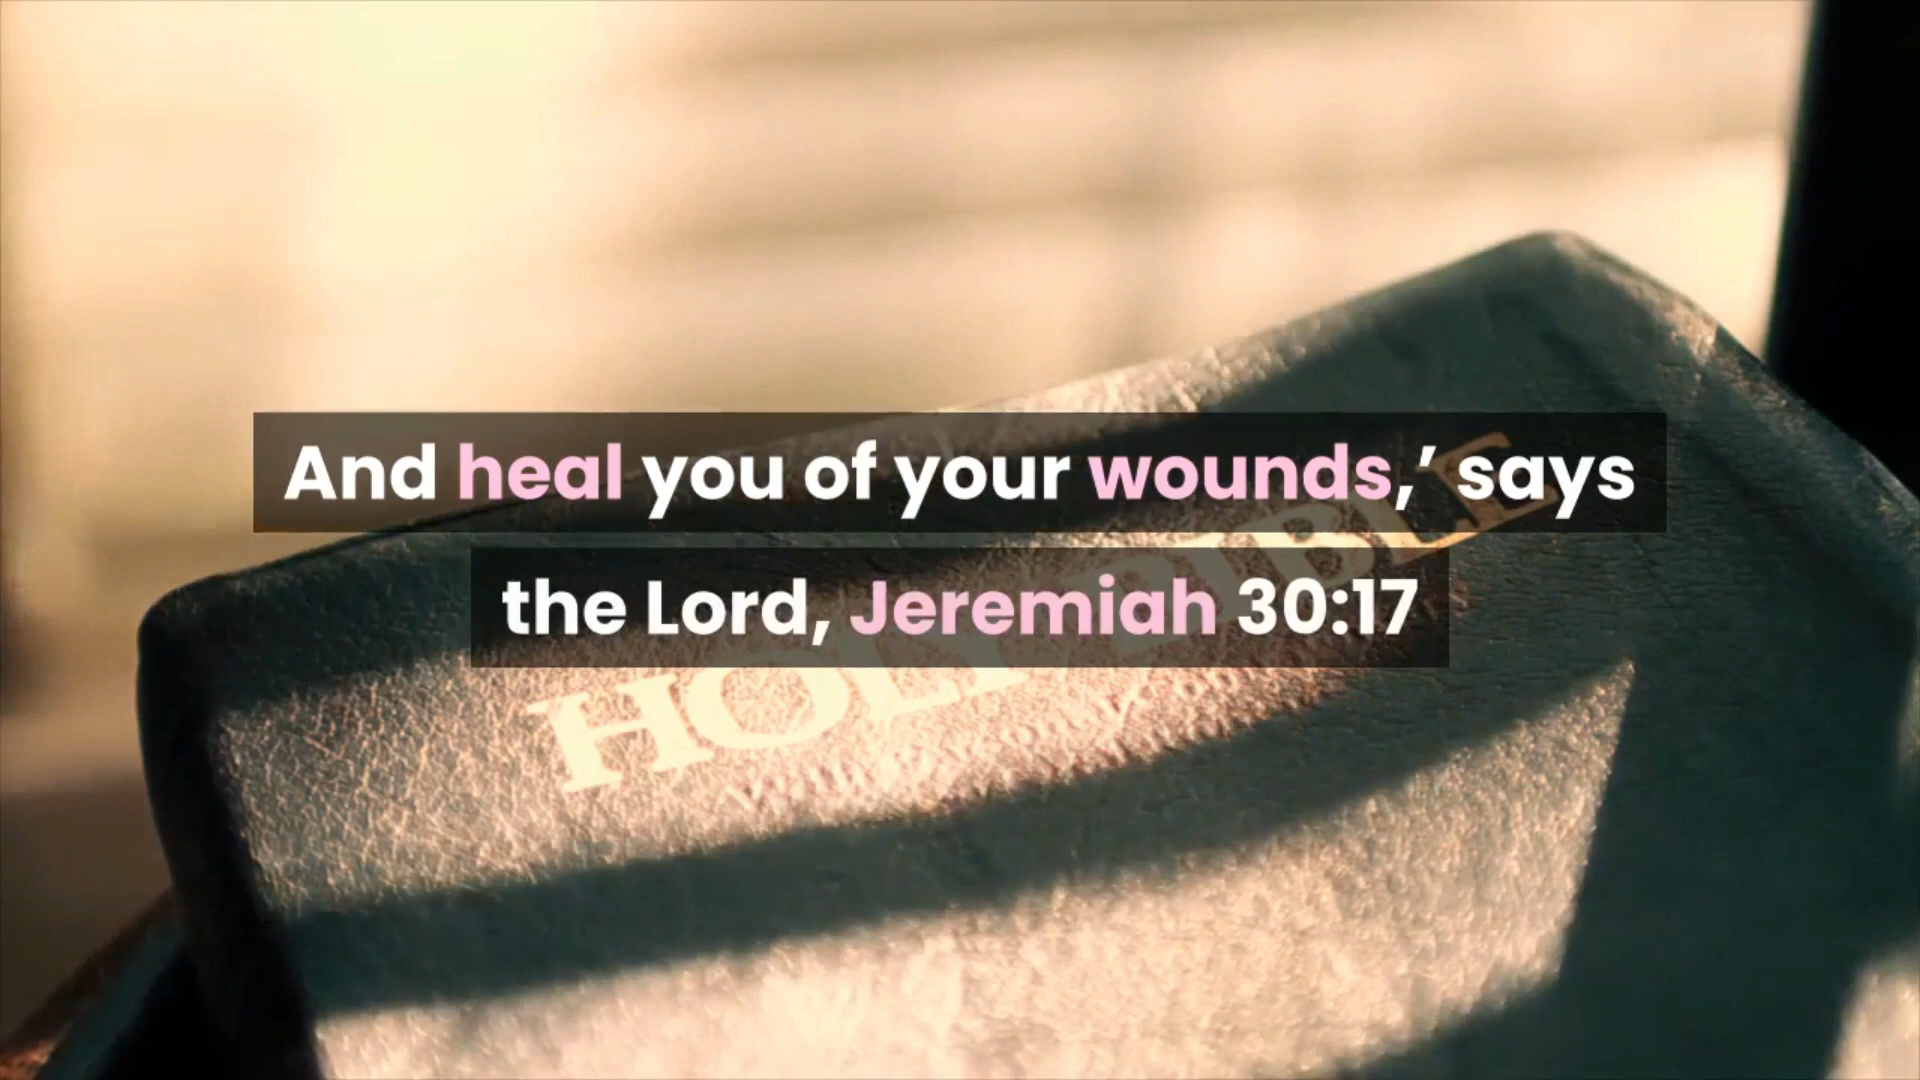 And heal you of your wounds,’ says
the Lord, Jeremiah 30:17
HOLY BIBLE